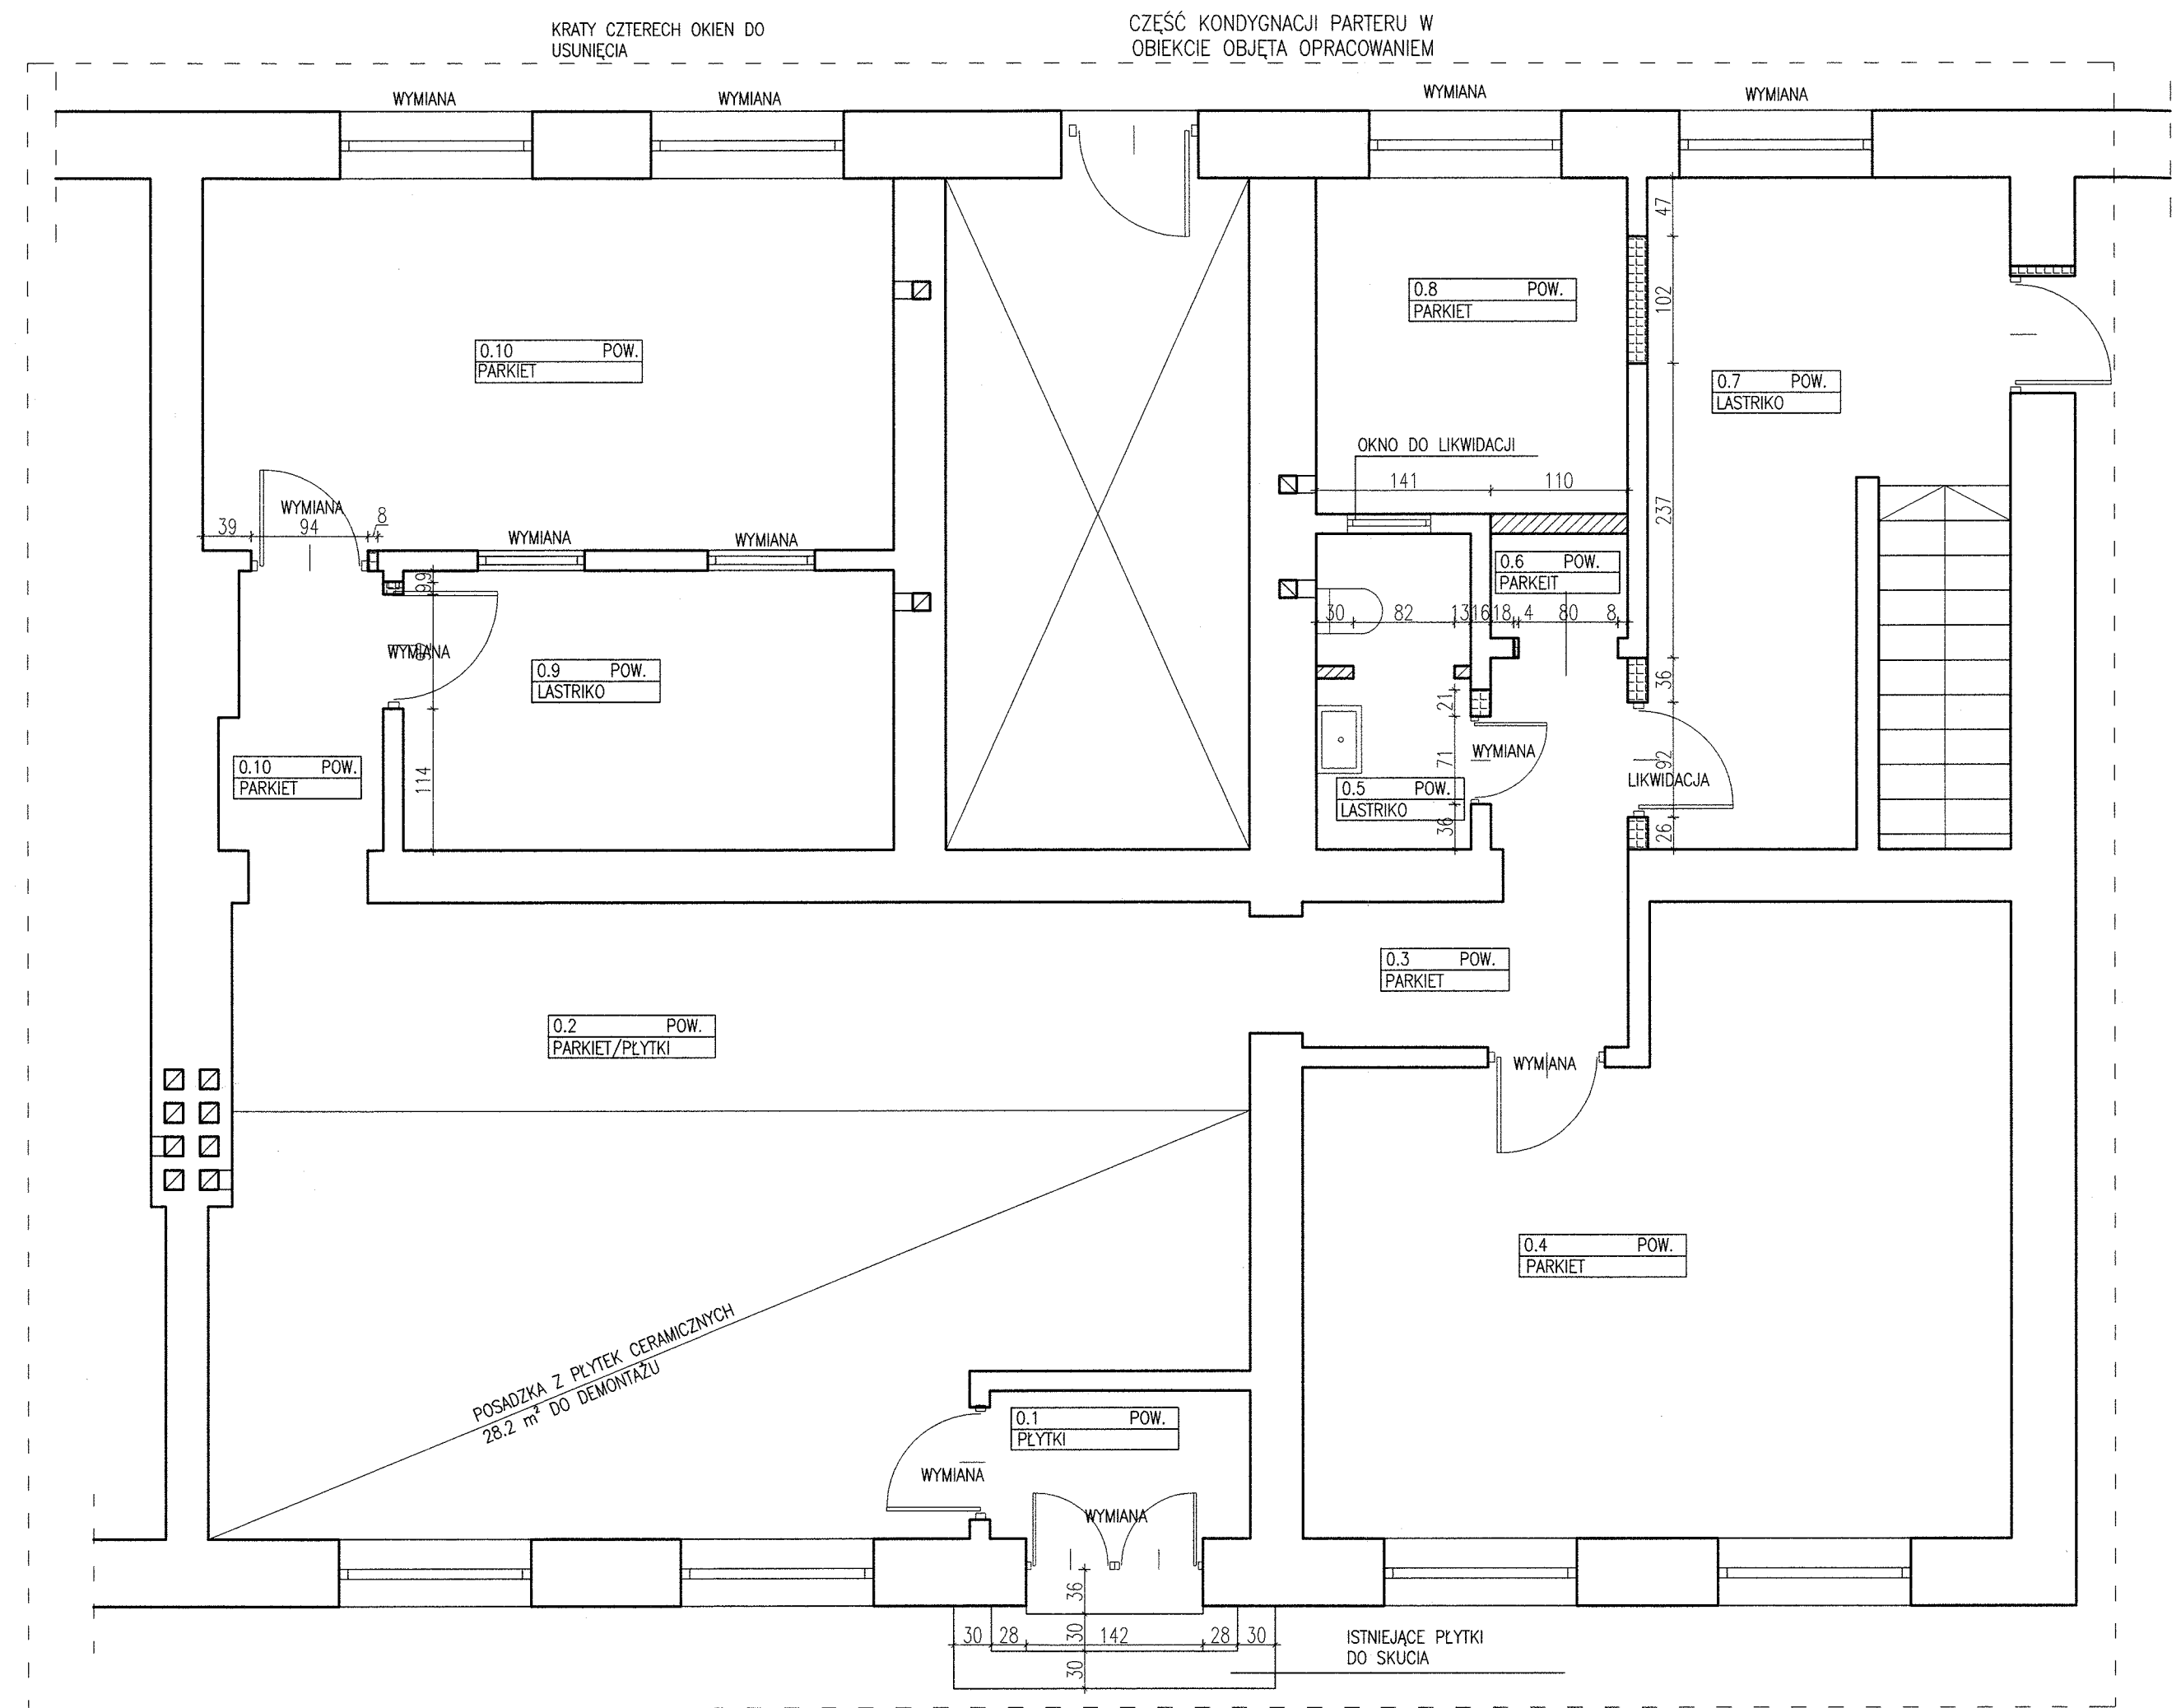 KRATY CZTERECH OKIEN DO
USUNIĘCIA
CZĘŚĆ KONDYGNACJI PARTERU W
OBIEKCIE OBJĘTA OPRACOWANIEM
WYMIANA
WYMIANA
WYMIANA
WYMIANA
47
102
0.8 POW.
PARKIET
0.10 POW.
PARKIET
0.7 POW.
LASTRIKO
OKNO DO LIKWIDACJI
141 110
237
WYMIANA
39 94 8
WYMIANA
WYMIANA
0.6 POW.
PARKEIT
30 82 13 16 18 4 80 8
WYMIANA
0.9 POW.
LASTRIKO
36
21
71
WYMIANA
92
LIKWIDACJA
0.10 POW.
PARKIET
114
0.5 POW.
LASTRIKO
36
26
0.3 POW.
PARKIET
0.2 POW.
PARKIET/PŁYTKI
WYMIANA
0.4 POW.
PARKIET
POSADZKA Z PŁYTEK CERAMICZNYCH
28.2 m² DO DEMONTAŻU
0.1 POW.
PŁYTKI
WYMIANA
WYMIANA
36
30 28 30 142 28 30
30
ISTNIEJĄCE PŁYTKI
DO SKUCIA